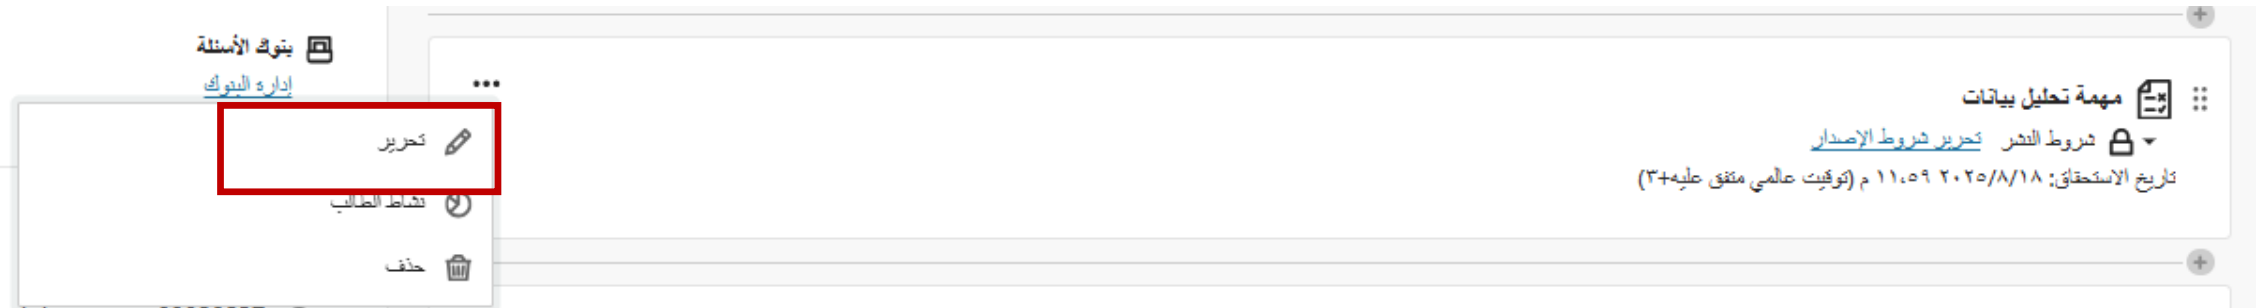 مهمة تحليل بيانات
شروط النشر تحرير شروط الإصدار
تاريخ الاستحقاق: ٢٠٢٥/٨/١٨ ١١،٥٩ م (توقيت عالمي متفق عليه+٣)
بنوك الأسئلة
إدارة البنوك
تحرير
نشاط الطالب
حذف